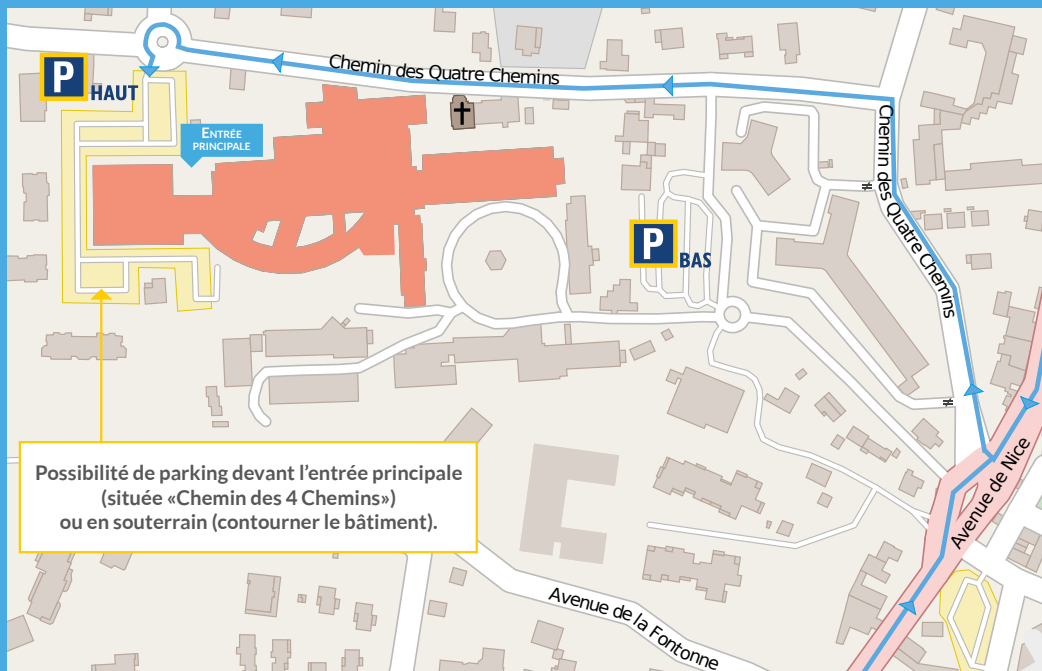 Chemin des Quatre Chemins
P HAUT
ENTRÉE
PRINCIPALE
Chemin des Quatre Chemins
P BAS
Possibilité de parking devant l'entrée principale
(située «Chemin des 4 Chemins»)
ou en souterrain (contourner le bâtiment).
Avenue de Nice
Avenue de la Fontonne